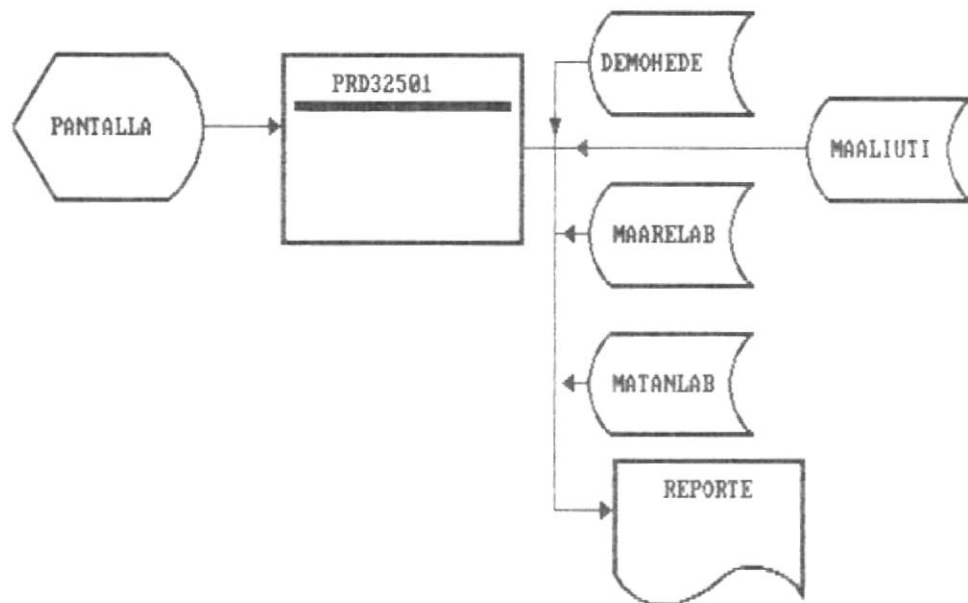 DEMOHEDE
PRD32501
PANTALLA
MAALIUTI
MAARELAB
MATANLAB
REPORTE